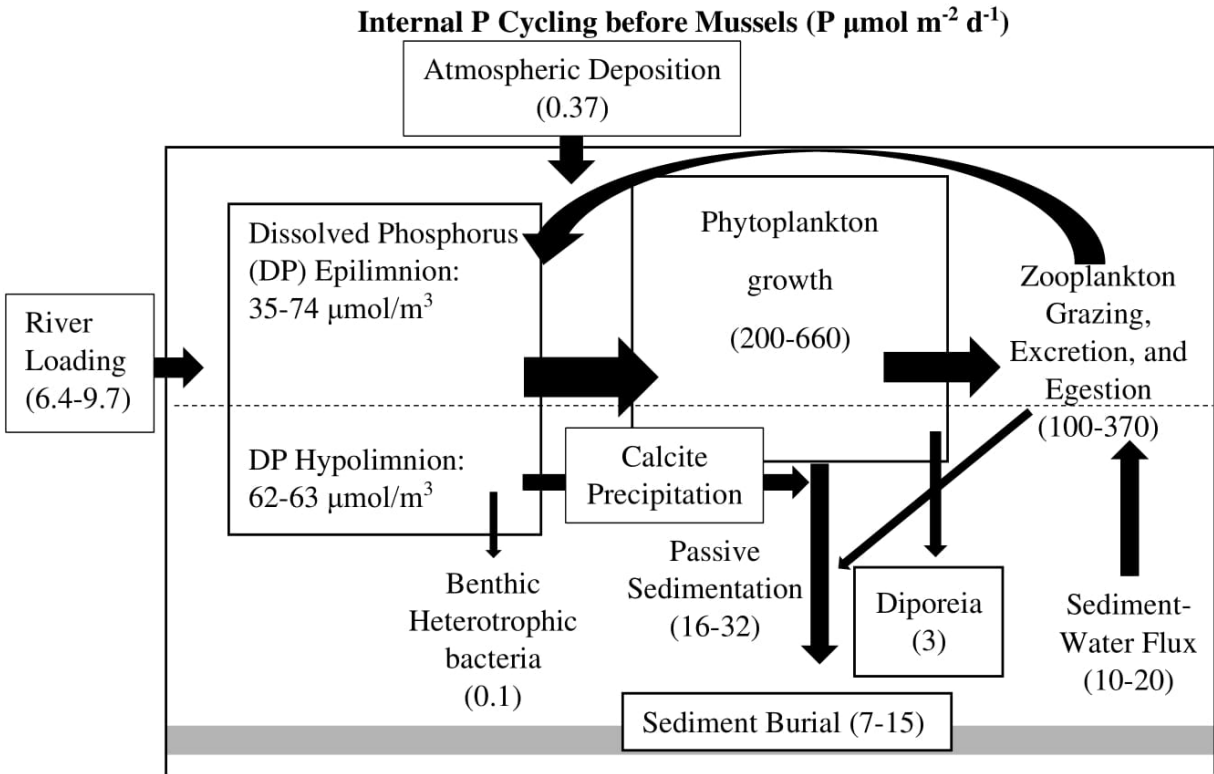 Internal P Cycling before Mussels (P μmol m⁻² d⁻¹)
Atmospheric Deposition
(0.37)
Dissolved Phosphorus
(DP) Epilimnion:
35-74 μmol/m³
Phytoplankton
growth
(200-660)
River
Loading
(6.4-9.7)
Zooplankton
Grazing,
Excretion, and
Egestion
(100-370)
DP Hypolimnion:
62-63 μmol/m³
Calcite
Precipitation
Benthic
Heterotrophic
bacteria
(0.1)
Passive
Sedimentation
(16-32)
Diporeia
(3)
Sediment-
Water Flux
(10-20)
Sediment Burial (7-15)